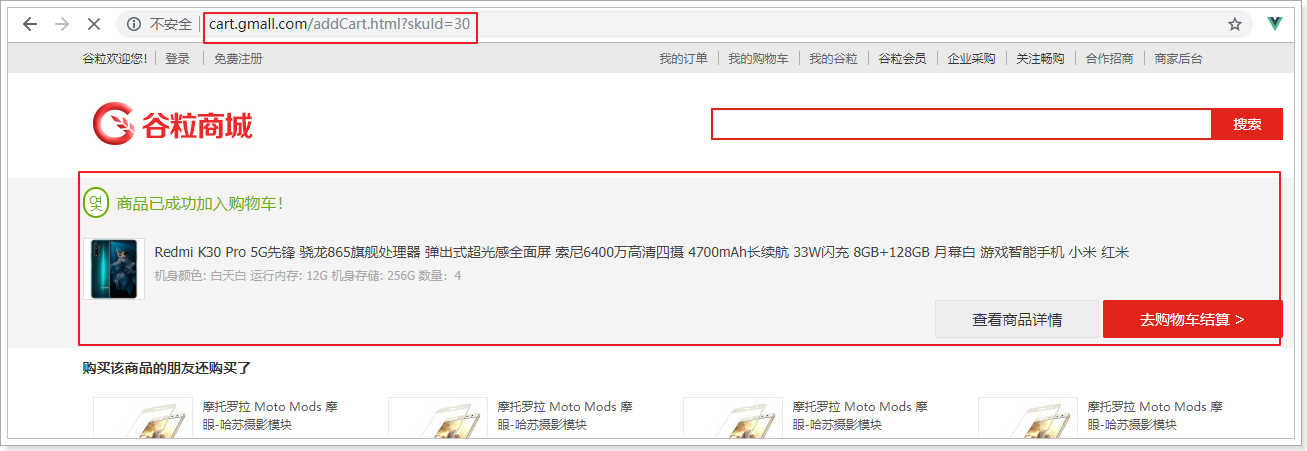 不安全 cart.gmall.com/addCart.html?skuId=30
谷粒欢迎您! 登录 免费注册 我的订单 我的购物车 我的谷粒 谷粒会员 企业采购 关注畅购 合作招商 商家后台
谷粒商城
搜索
商品已成功加入购物车！
Redmi K30 Pro 5G先锋 骁龙865旗舰处理器 弹出式超光感全面屏 索尼6400万高清四摄 4700mAh长续航 33W闪充 8GB+128GB 月幕白 游戏智能手机 小米 红米
机身颜色: 白天白 运行内存: 12G 机身存储: 256G 数量：4
查看商品详情 去购物车结算 >
购买该商品的朋友还购买了
摩托罗拉 Moto Mods 摩 摩托罗拉 Moto Mods 摩 摩托罗拉 Moto Mods 摩 摩托罗拉 Moto Mods 摩
眼-哈苏摄影模块 眼-哈苏摄影模块 眼-哈苏摄影模块 眼-哈苏摄影模块